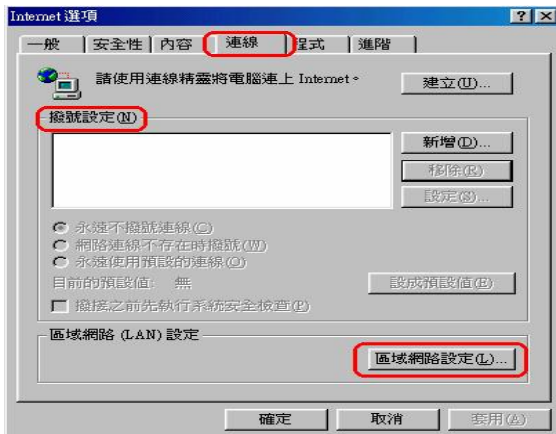 Internet 選項
一般 安全性 內容 連線 程式 進階
請使用連線精靈將電腦連上 Internet。
建立(U)...
撥號設定(N)
新增(D)...
移除(R)
設定(S)...
永遠不撥號連線(C)
網路連線不存在時撥號(W)
永遠使用預設的連線(O)
目前的預設值: 無
設成預設值(E)
撥接之前先執行系統安全檢查(P)
區域網路 (LAN) 設定
區域網路設定(L)...
確定 取消 套用(A)